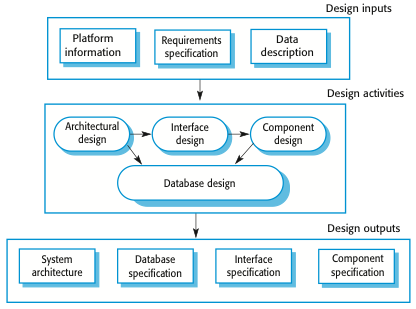 Design inputs
Platform
information
Requirements
specification
Data
description
Design activities
Architectural
design
Interface
design
Component
design
Database design
Design outputs
System
architecture
Database
specification
Interface
specification
Component
specification